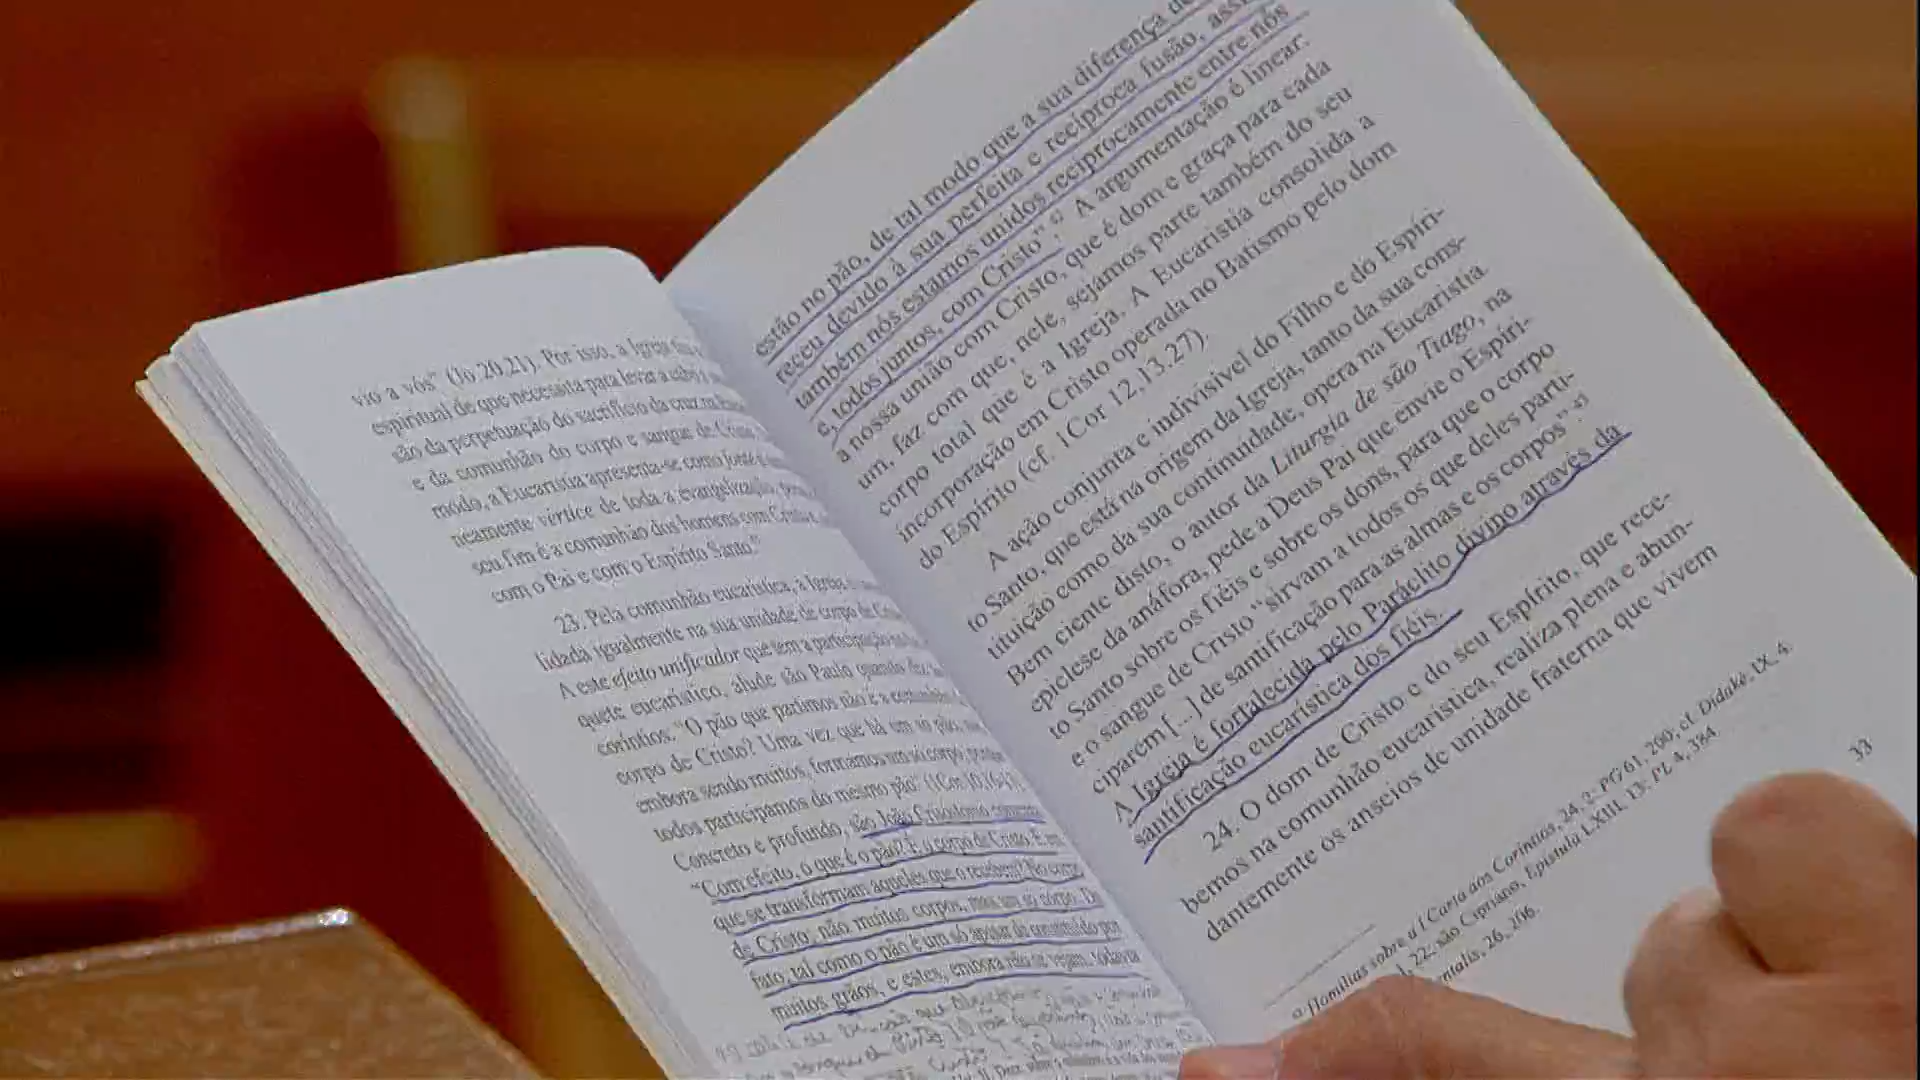 vio a vós" (Jo 20,21). Por isso, a Igreja
espiritual de que necessita para levar a cabo
são da perpetuação do sacrifício da cruz na
e da comunhão do corpo e sangue de Cristo
modo, a Eucaristia apresenta-se como fonte e
neamente vértice de toda a evangelização,
seu fim é a comunhão dos homens com Cristo e
com o Pai e com o Espírito Santo."
23. Pela comunhão eucarística, a Igreja
lidada igualmente na sua unidade de corpo de
A este efeito unificador que tem a participação no
quete eucarístico, alude são Paulo quando
coríntios: "O pão que partimos não é a comunhão
corpo de Cristo? Uma vez que há um só pão,
embora sendo muitos, formamos um só corpo, porque
todos participamos do mesmo pão" (1Cor 10,16-17).
Concreto e profundo, são João Crisóstomo comenta:
"Com efeito, o que é o pão? É o corpo de Cristo. E em
que se transformam aqueles que o recebem? No corpo
de Cristo; não muitos corpos, mas um só corpo. De
fato, tal como o pão é um só apesar de constituído por
muitos grãos, e estes, embora não se vejam, todavia
estão no pão, de tal modo que a sua diferença de
receu devido à sua perfeita e recíproca fusão, assi
também nós estamos unidos reciprocamente entre nós
e, todos juntos, com Cristo". A argumentação é linear:
a nossa união com Cristo, que é dom e graça para cada
um, faz com que, nele, sejamos parte também do seu
corpo total que é a Igreja. A Eucaristia consolida a
incorporação em Cristo operada no Batismo pelo dom
do Espírito (cf. 1Cor 12,13.27).
A ação conjunta e indivisível do Filho e do Espíri-
to Santo, que está na origem da Igreja, tanto da sua cons-
tituição como da sua continuidade, opera na Eucaristia.
Bem ciente disto, o autor da Liturgia de são Tiago, na
epiclese da anáfora, pede a Deus Pai que envie o Espíri-
to Santo sobre os fiéis e sobre os dons, para que o corpo
e o sangue de Cristo "sirvam a todos os que deles parti-
ciparem [...] de santificação para as almas e os corpos".
A Igreja é fortalecida pelo Paráclito divino através da
santificação eucarística dos fiéis.
24. O dom de Cristo e do seu Espírito, que rece-
bemos na comunhão eucarística, realiza plena e abun-
dantemente os anseios de unidade fraterna que vivem
Homilias sobre a I Carta aos Coríntios, 24, 2: PG 61, 200; cf. Didaké, IX, 4.
22: são Cipriano, Epistula LXIII, 13: PL 4, 384.
entalis, 26, 206.
33